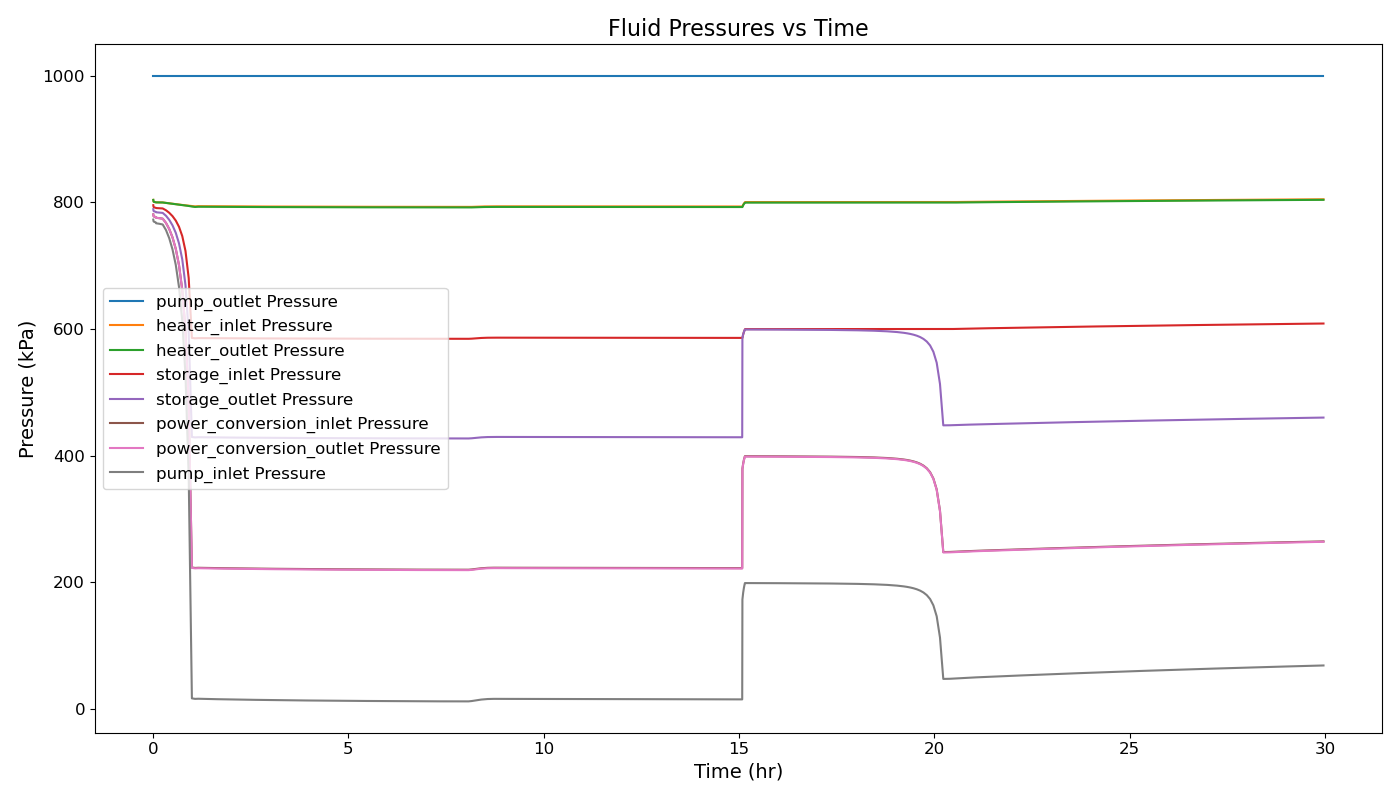 Fluid Pressures vs Time
Pressure (kPa)
1000
800
600
400
200
0
pump_outlet Pressure
heater_inlet Pressure
heater_outlet Pressure
storage_inlet Pressure
storage_outlet Pressure
power_conversion_inlet Pressure
power_conversion_outlet Pressure
pump_inlet Pressure
0 5 10 15 20 25 30
Time (hr)